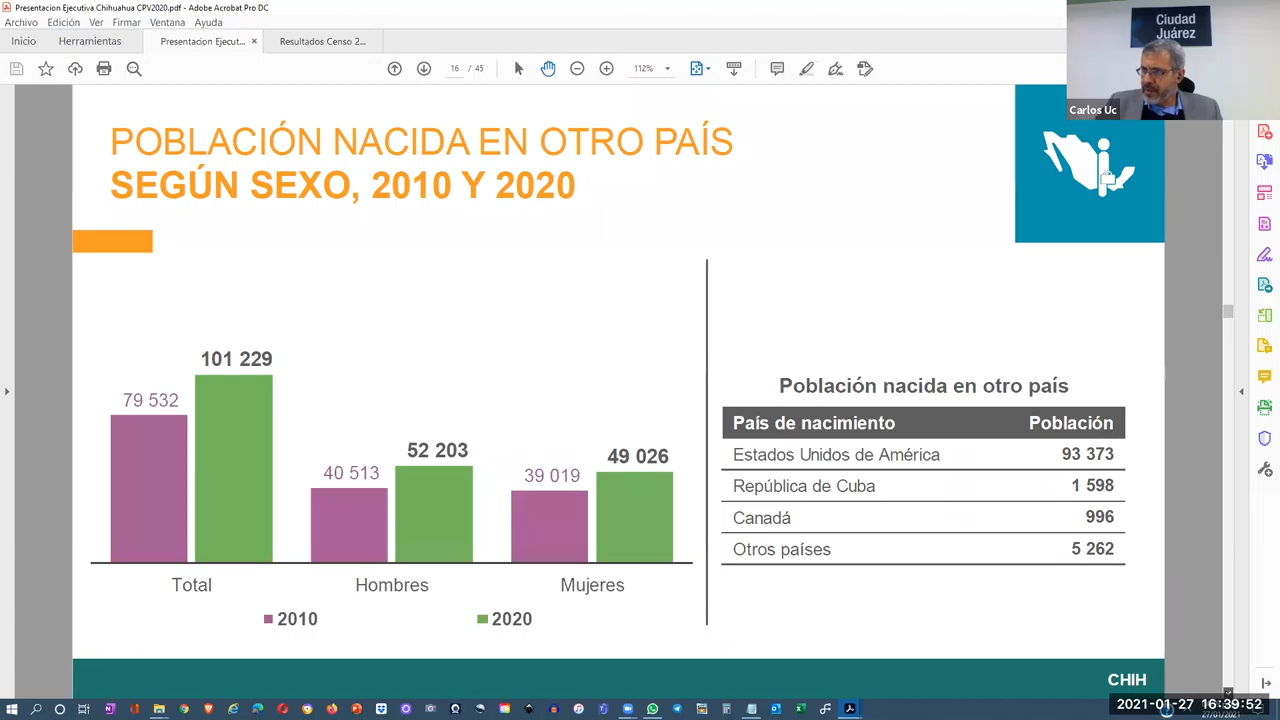 Presentacion Ejecutiva Chihuahua CPV2020.pdf - Adobe Acrobat Pro DC
Archivo Edición Ver Firmar Ventana Ayuda
Inicio Herramientas Presentacion Ejecut... × Resultados Censo 2...
16 / 45 112%
Ciudad
Juárez
Carlos Uc
POBLACIÓN NACIDA EN OTRO PAÍS
SEGÚN SEXO, 2010 Y 2020
101 229
79 532
52 203
40 513
49 026
39 019
Total Hombres Mujeres
2010 2020
Población nacida en otro país
País de nacimiento Población
Estados Unidos de América 93 373
República de Cuba 1 598
Canadá 996
Otros países 5 262
CHIH
2021-01-27 16:39:52
27/01/2021